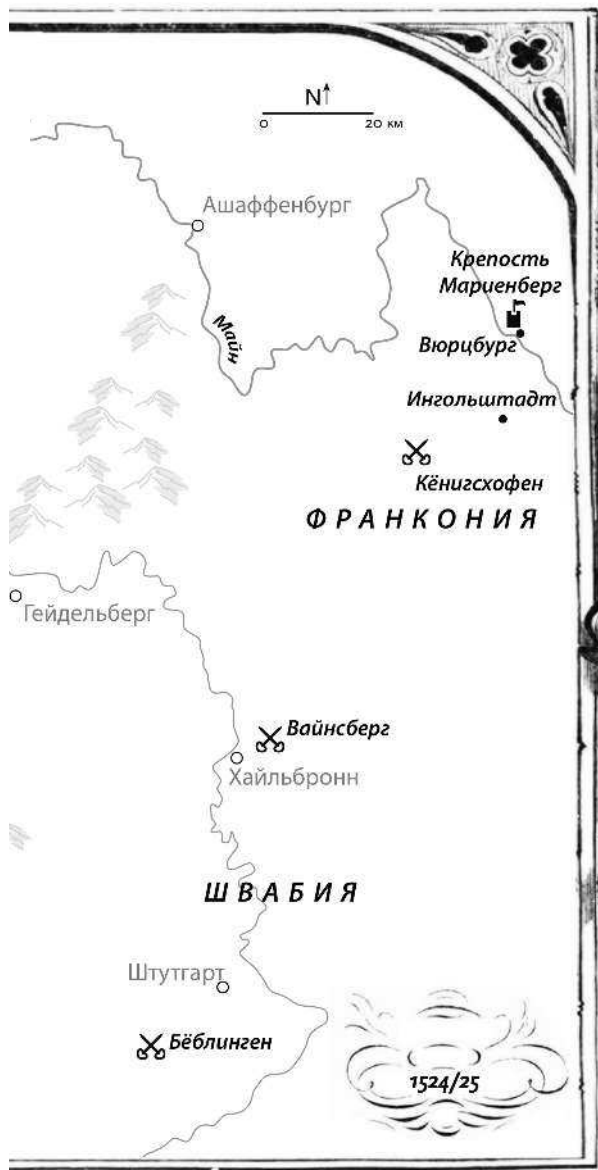 N
0 20 км
Ашаффенбург
Крепость
Мариенберг
Майн
Вюрцбург
Ингольштадт
Кёнигсхофен
ФРАНКОНИЯ
Гейдельберг
Вайнсберг
Хайльбронн
ШВАБИЯ
Штутгарт
Бёблинген
1524/25